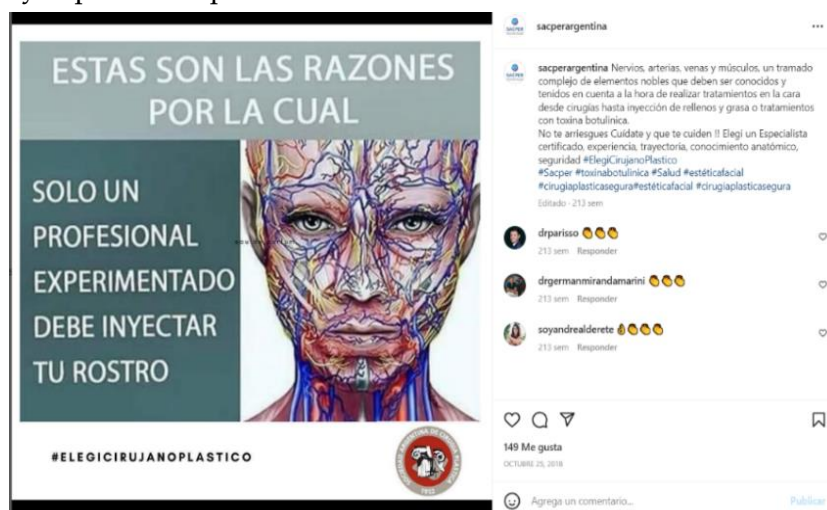 ESTAS SON LAS RAZONES
POR LA CUAL
SOLO UN
PROFESIONAL
EXPERIMENTADO
DEBE INYECTAR
TU ROSTRO
#ELEGICIRUJANOPLASTICO
SACPER
sacperargentina
SACPER
sacperargentina Nervios, arterias, venas y músculos, un tramado
complejo de elementos nobles que deben ser conocidos y
tenidos en cuenta a la hora de realizar tratamientos en la cara
desde cirugías hasta inyección de rellenos y grasa o tratamientos
con toxina botulínica.
No te arriesgues Cuídate y que te cuiden !! Elegi un Especialista
certificado, experiencia, trayectoria, conocimiento anatómico,
seguridad #ElegiCirujanoPlastico
#Sacper #toxinabotulinica #Salud #estéticafacial
#cirugiaplasticasegura#estéticafacial #cirugiaplasticasegura
Editado · 213 sem
drparisso
213 sem Responder
drgermanmirandamarini
213 sem Responder
soyandrealderete
213 sem Responder
149 Me gusta
OCTUBRE 25, 2018
Agrega un comentario...
Publicar